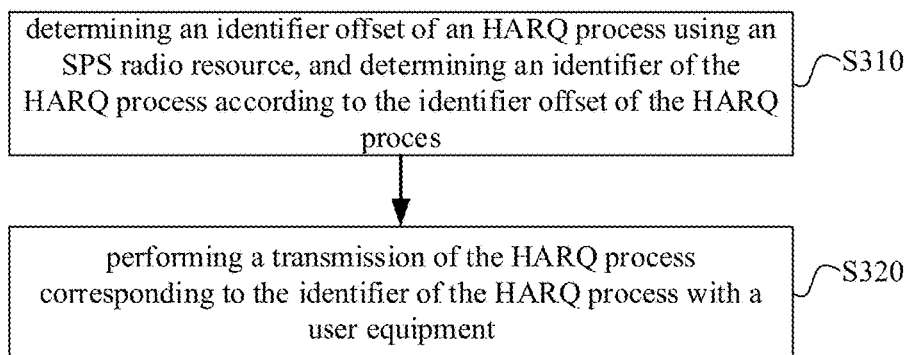 determining an identifier offset of an HARQ process using an
SPS radio resource, and determining an identifier of the
HARQ process according to the identifier offset of the HARQ
proces
S310
performing a transmission of the HARQ process
corresponding to the identifier of the HARQ process with a
user equipment
S320